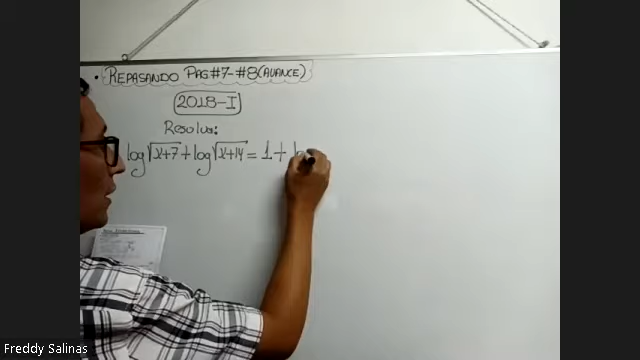 • REPASANDO PAG#7-#8(AVANCE)
2018-I
Resolver:
log√x+7 + log√x+14 = 1 + lo
Freddy Salinas